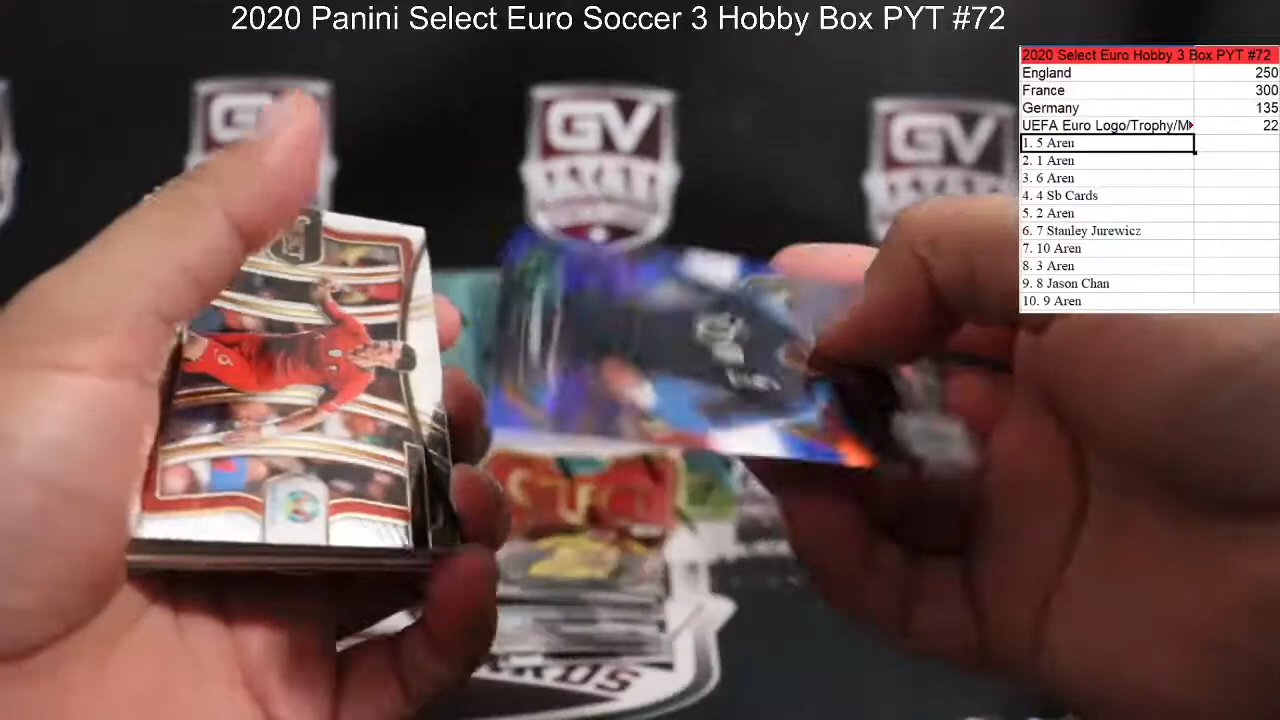 2020 Panini Select Euro Soccer 3 Hobby Box PYT #72
2020 Select Euro Hobby 3 Box PYT #72
England 250
France 300
Germany 135
UEFA Euro Logo/Trophy/M 22
1. 5 Aren
2. 1 Aren
3. 6 Aren
4. 4 Sb Cards
5. 2 Aren
6. 7 Stanley Jurewicz
7. 10 Aren
8. 3 Aren
9. 8 Jason Chan
10. 9 Aren
GV
GV
GV